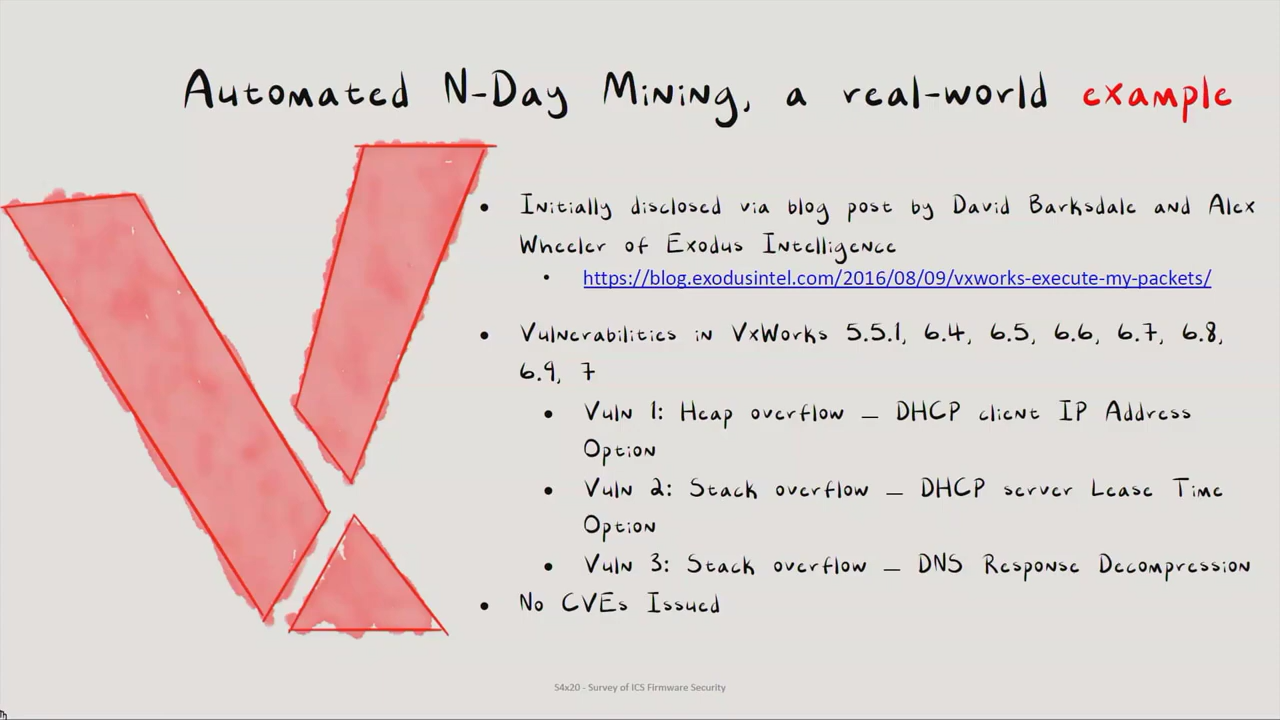 Automated N-Day Mining, a real-world example
• Initially disclosed via blog post by David Barksdale and Alex
Wheeler of Exodus Intelligence
• https://blog.exodusintel.com/2016/08/09/vxworks-execute-my-packets/
• Vulnerabilities in VxWorks 5.5.1, 6.4, 6.5, 6.6, 6.7, 6.8,
6.9, 7
• Vuln 1: Heap overflow – DHCP client IP Address
Option
• Vuln 2: Stack overflow – DHCP server Lease Time
Option
• Vuln 3: Stack overflow – DNS Response Decompression
• No CVEs Issued
S4x20 - Survey of ICS Firmware Security